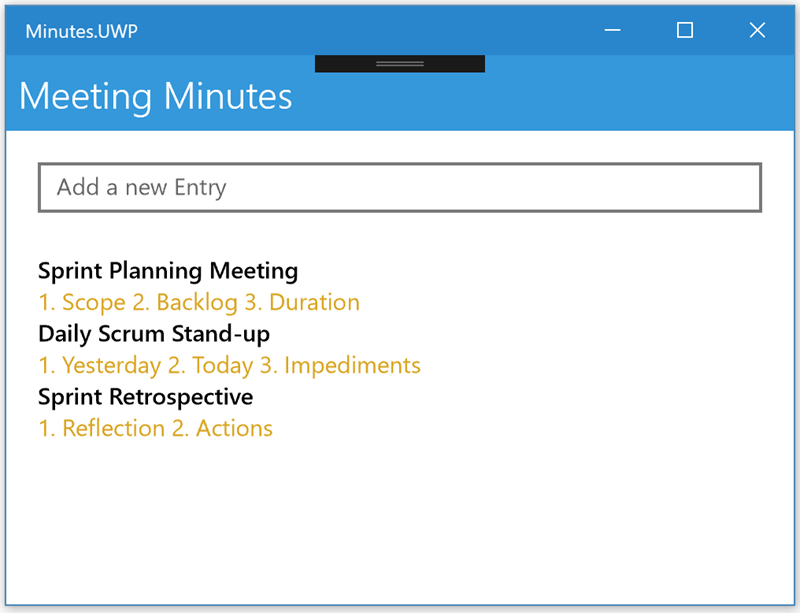 Minutes.UWP
Meeting Minutes
Add a new Entry
Sprint Planning Meeting
1. Scope 2. Backlog 3. Duration
Daily Scrum Stand-up
1. Yesterday 2. Today 3. Impediments
Sprint Retrospective
1. Reflection 2. Actions